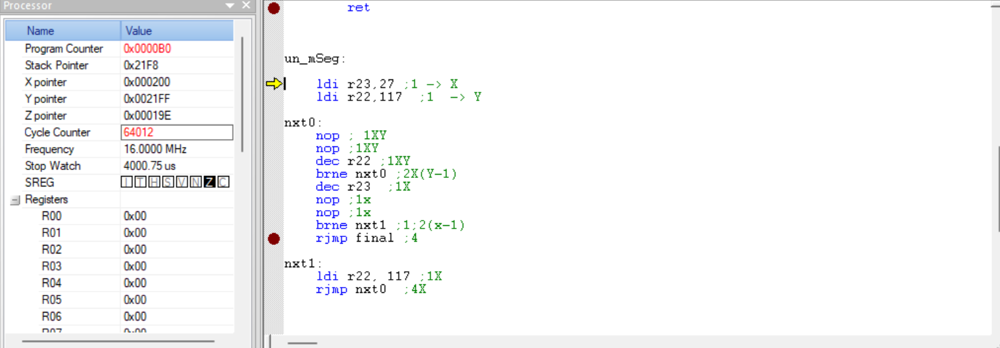 Processor
Name Value
Program Counter 0x0000B0
Stack Pointer 0x21F8
X pointer 0x000200
Y pointer 0x0021FF
Z pointer 0x00019E
Cycle Counter 64012
Frequency 16.0000 MHz
Stop Watch 4000.75 us
SREG I T H S V N Z C
Registers
R00 0x00
R01 0x00
R02 0x00
R03 0x00
R04 0x00
R05 0x00
R06 0x00
R07 0x00
ret
un_mSeg:
ldi r23,27 ;1 -> X
ldi r22,117 ;1 -> Y
nxt0:
nop ; 1XY
nop ;1XY
dec r22 ;1XY
brne nxt0 ;2X(Y-1)
dec r23 ;1X
nop ;1x
nop ;1x
brne nxt1 ;1;2(x-1)
rjmp final ;4
nxt1:
ldi r22, 117 ;1X
rjmp nxt0 ;4X